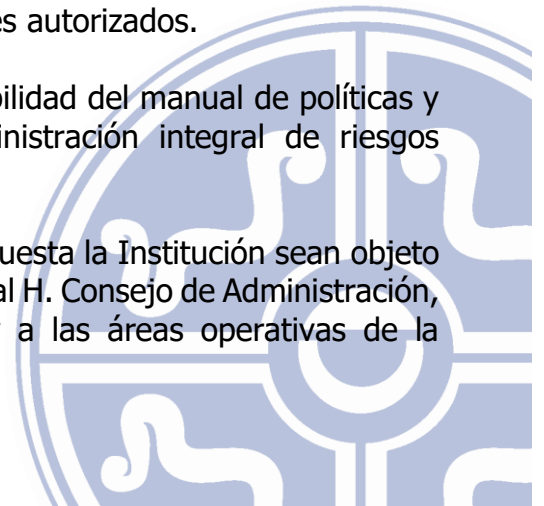 es autorizados.
bilidad del manual de políticas y
inistración integral de riesgos
uesta la Institución sean objeto
al H. Consejo de Administración,
a las áreas operativas de la